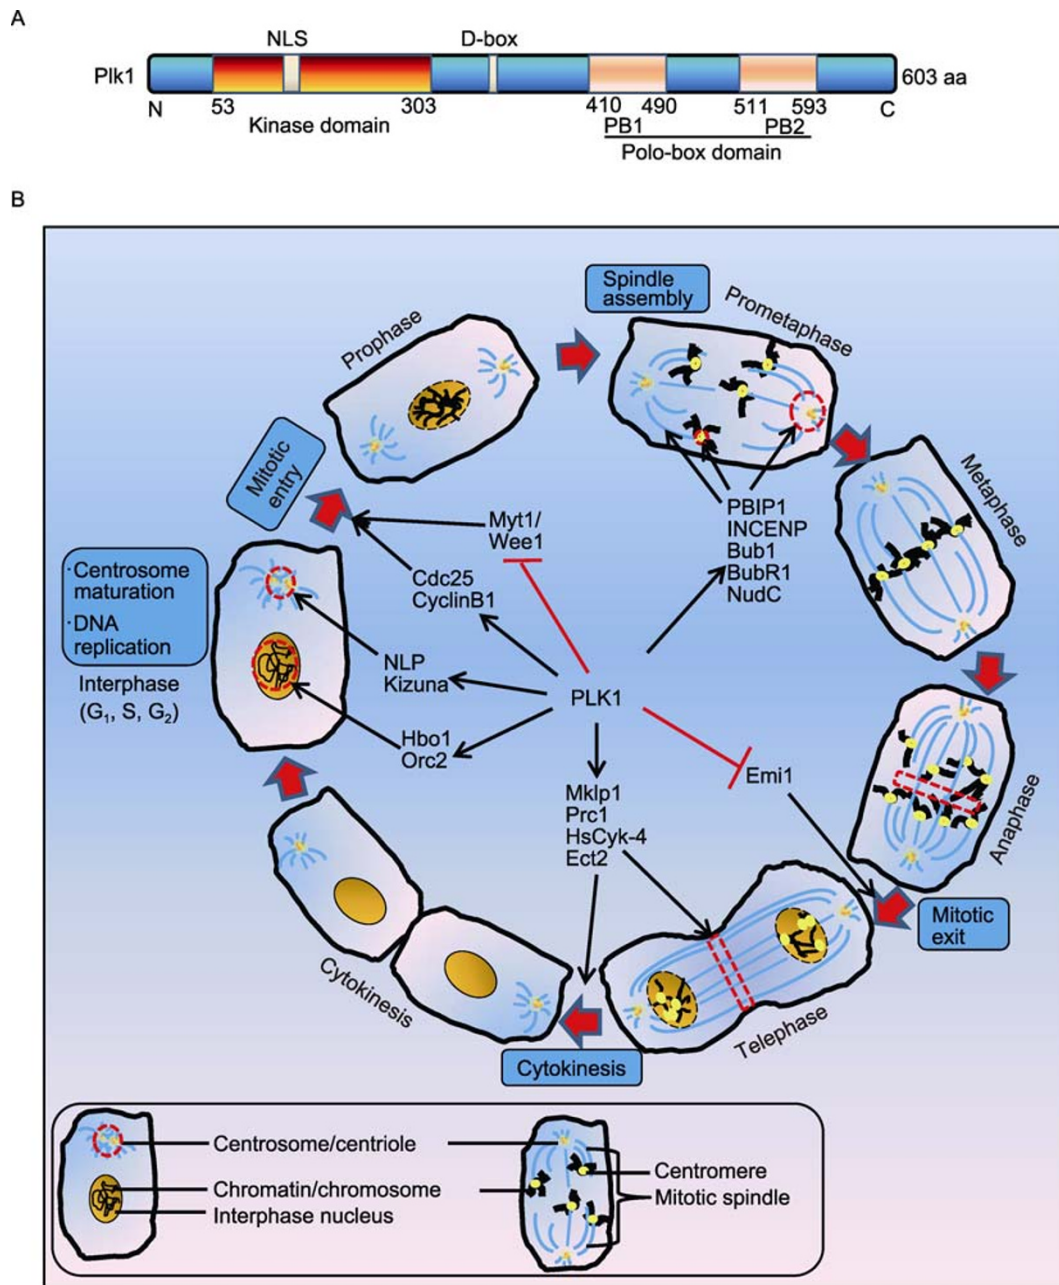 A
NLS
D-box
Plk1
603 aa
N
53
303
410
490
511
593
C
Kinase domain
PB1
PB2
Polo-box domain
B
Spindle
assembly
Prometaphase
Prophase
Metaphase
Mitotic
entry
Myt1/
Wee1
PBIP1
INCENP
Bub1
BubR1
NudC
· Centrosome
maturation
· DNA
replication
Cdc25
CyclinB1
Interphase
(G₁, S, G₂)
NLP
Kizuna
PLK1
Hbo1
Orc2
Emi1
Mklp1
Prc1
HsCyk-4
Ect2
Anaphase
Mitotic
exit
Cytokinesis
Telephase
Cytokinesis
Centrosome/centriole
Chromatin/chromosome
Interphase nucleus
Centromere
Mitotic spindle